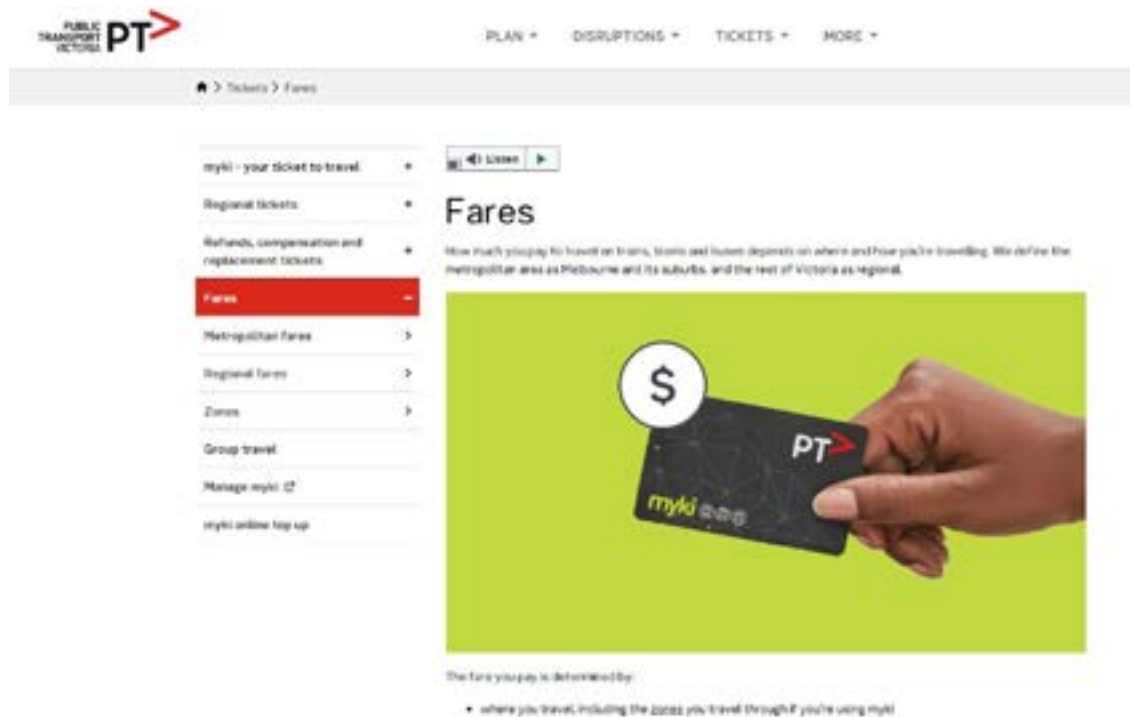 PUBLIC
TRANSPORT
VICTORIA
PT>
PLAN
DISRUPTIONS
TICKETS
MORE
> Tickets > Fares
myki - your ticket to travel +
Regional tickets +
Refunds, compensation and
replacement tickets +
Fares −
Metropolitan fares >
Regional fares >
Zones >
Group travel
Manage myki
myki online top up
Listen
Fares
How much you pay to travel on trains, trams and buses depends on where and how you're travelling. We define the
metropolitan area as Melbourne and its suburbs, and the rest of Victoria as regional.
$
PT>
myki
The fare you pay is determined by:
• where you travel, including the zones you travel through if you're using myki